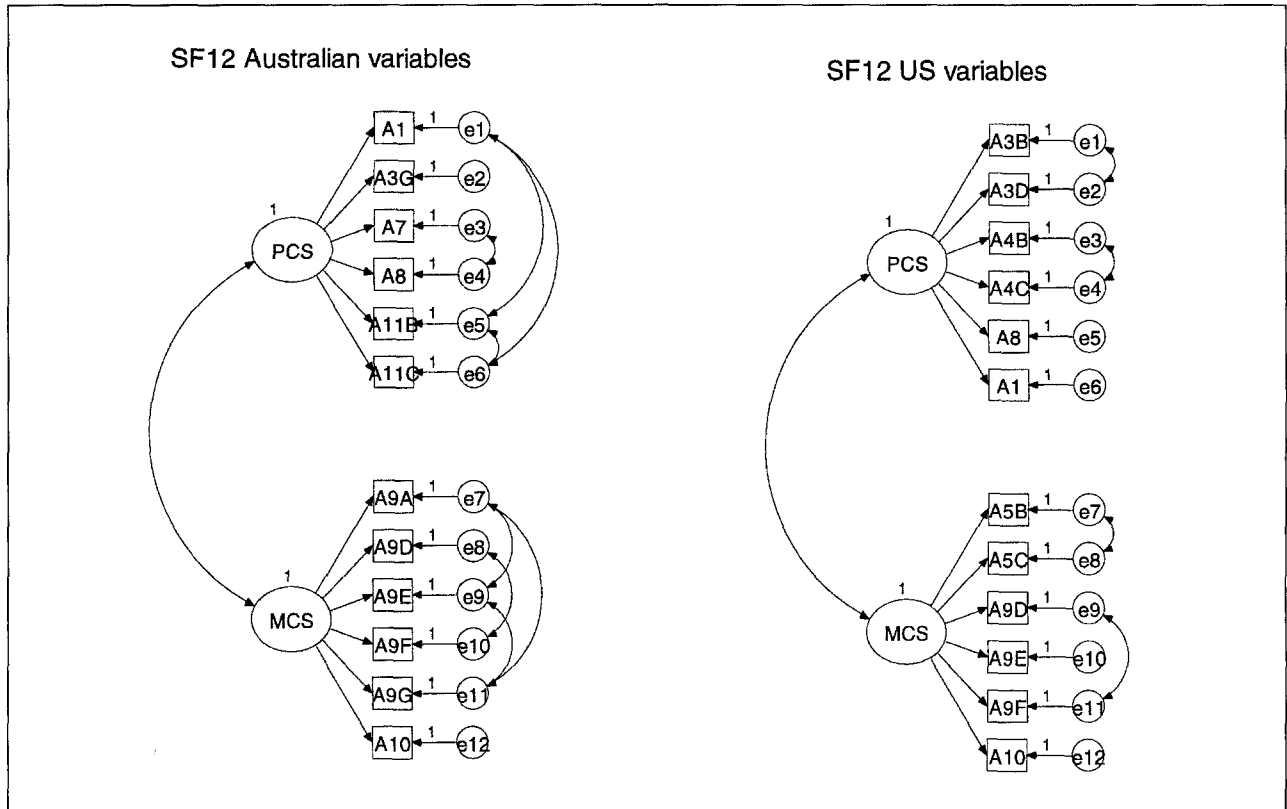 SF12 Australian variables
A1 1 e1
A3G 1 e2
A7 1 e3
1
PCS
A8 1 e4
A11B 1 e5
A11C 1 e6
A9A 1 e7
A9D 1 e8
1
A9E 1 e9
MCS
A9F 1 e10
A9G 1 e11
A10 1 e12
SF12 US variables
A3B 1 e1
A3D 1 e2
1
A4B 1 e3
PCS
A4C 1 e4
A8 1 e5
A1 1 e6
A5B 1 e7
A5C 1 e8
1
A9D 1 e9
MCS
A9E 1 e10
A9F 1 e11
A10 1 e12